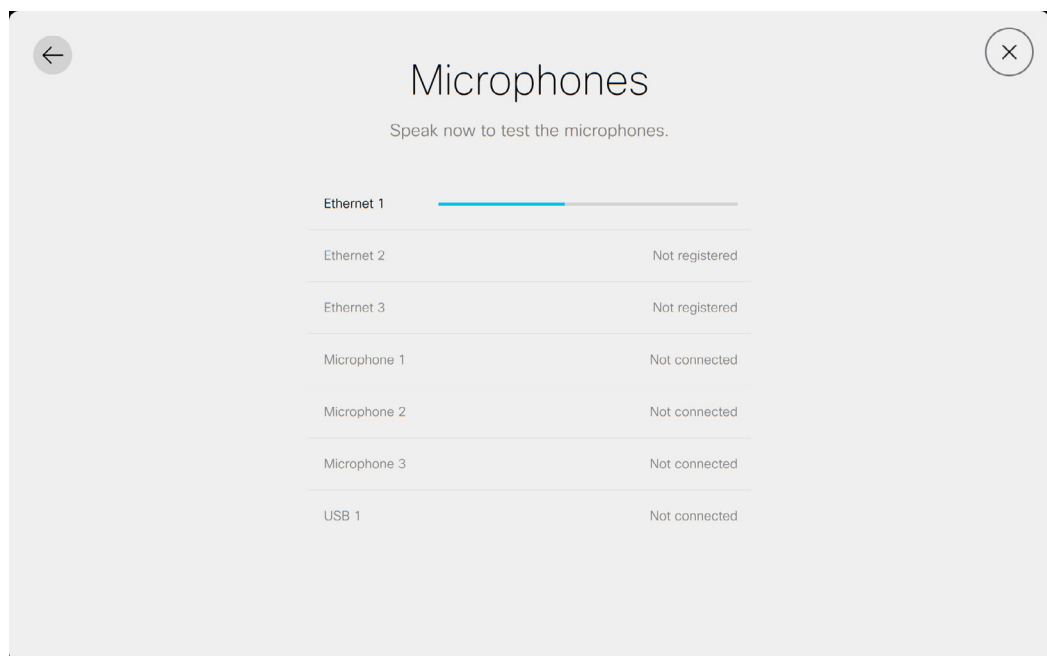 Microphones
Speak now to test the microphones.
Ethernet 1
Ethernet 2 Not registered
Ethernet 3 Not registered
Microphone 1 Not connected
Microphone 2 Not connected
Microphone 3 Not connected
USB 1 Not connected